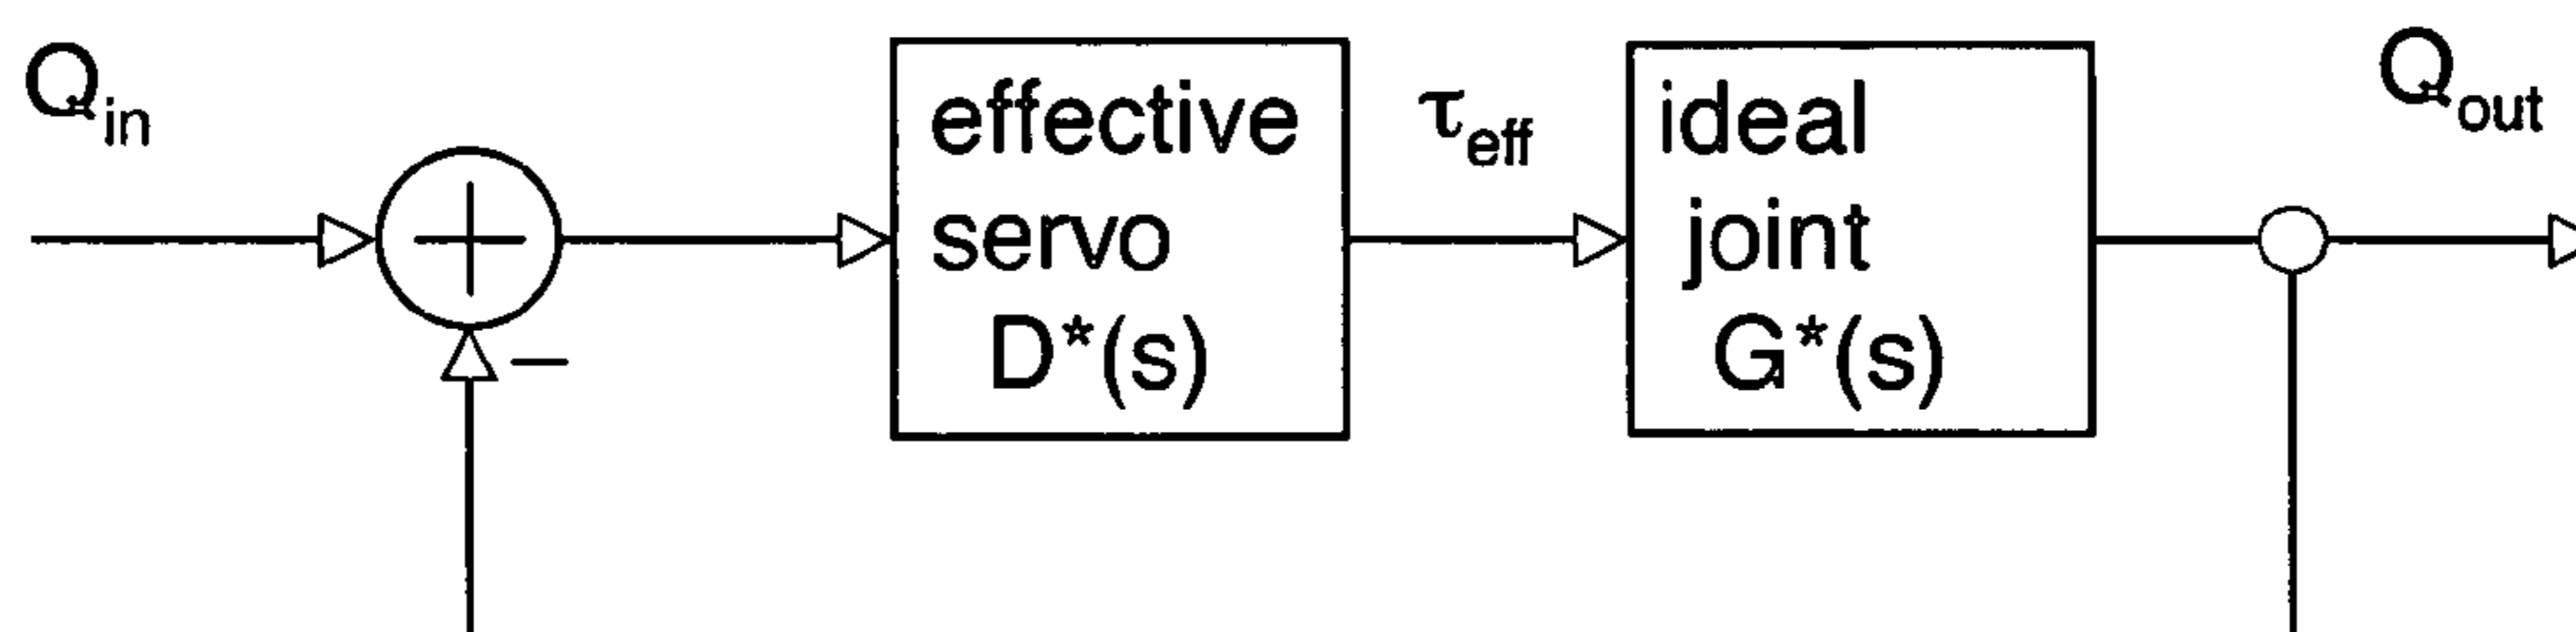 Q_in
effective
servo
D*(s)
τ_eff
ideal
joint
G*(s)
Q_out
+
−